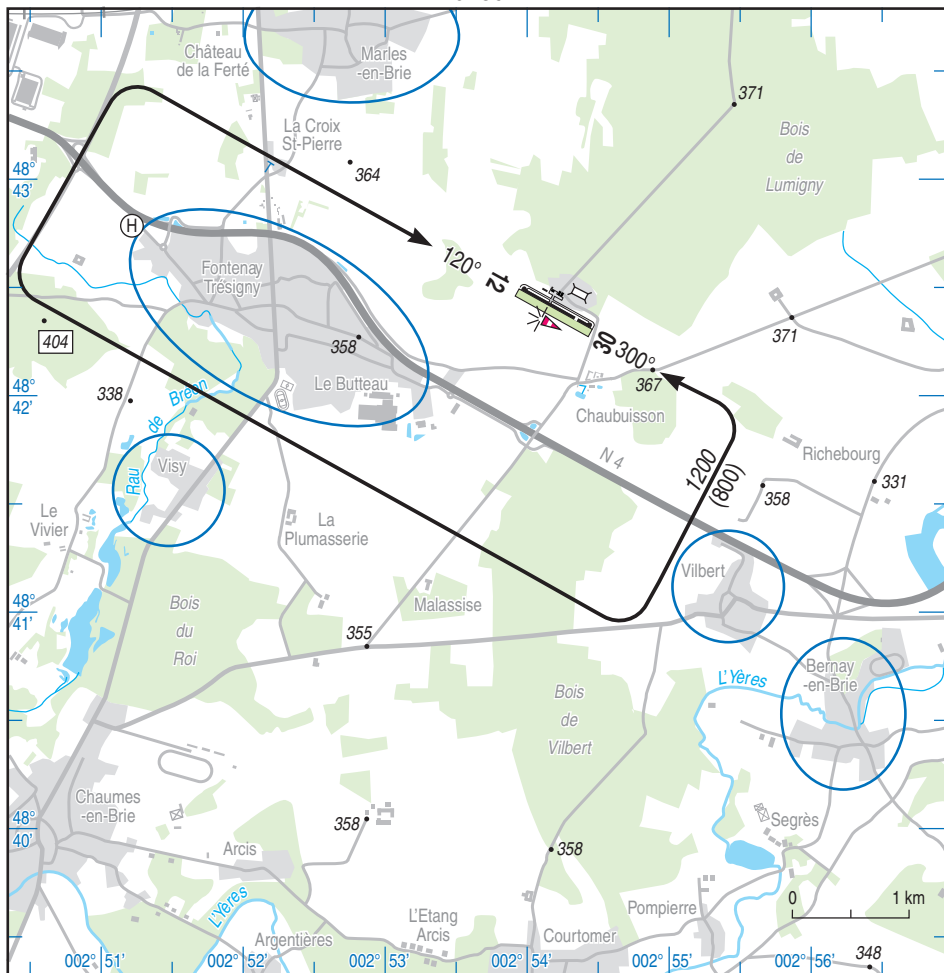 Château
de la Ferté
Marles
-en-Brie
371
La Croix
St-Pierre
Bois
de
Lumigny
364
48°
43'
H
120°
12
Fontenay
Trésigny
30
300°
371
404
358
367
338
Le Butteau
48°
42'
Rau de Bréon
Chaubuisson
Richebourg
N 4
1200
(800)
358
331
Visy
Le
Vivier
La
Plumasserie
Vilbert
Malassise
48°
41'
Bois
du
Roi
355
Bernay
-en-Brie
L'Yères
Bois
de
Vilbert
Chaumes
-en-Brie
358
Segrès
48°
40'
Arcis
358
L'Yères
L'Etang
Arcis
Pompierre
0 1 km
Argentières
Courtomer
348
002° 51' 002° 52' 002° 53' 002° 54' 002° 55' 002° 56'